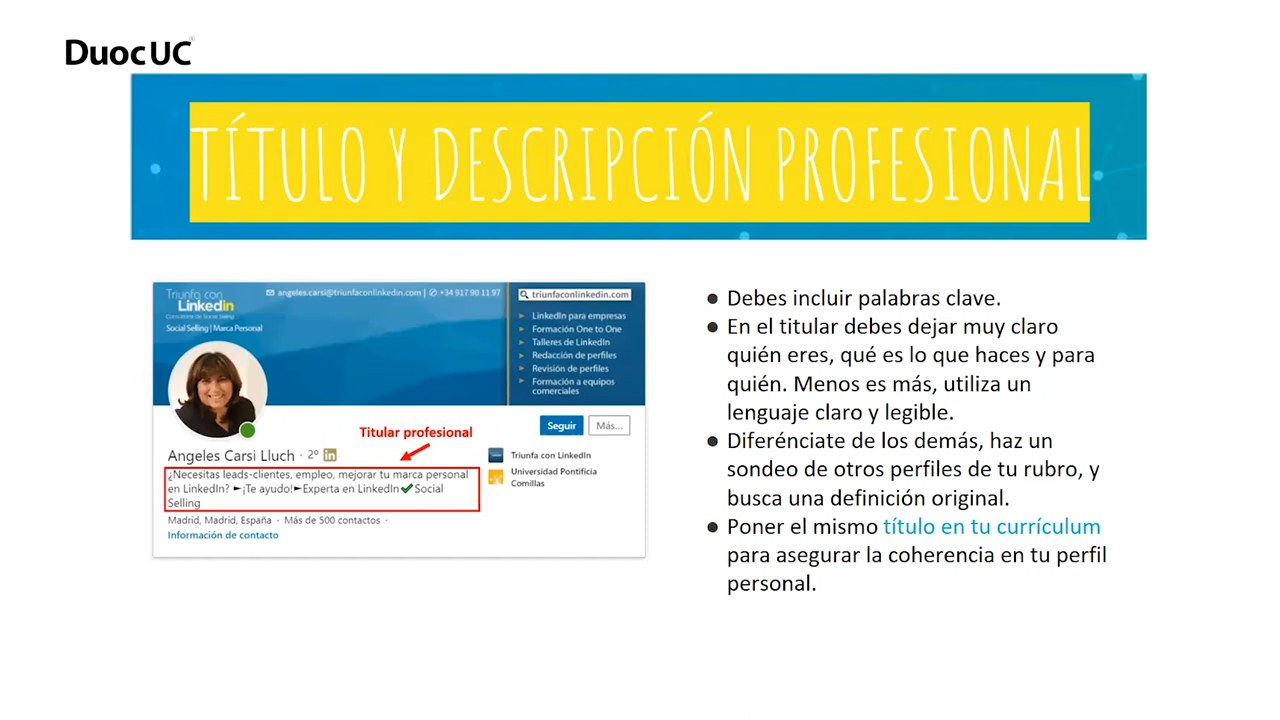 DuocUC
TÍTULO Y DESCRIPCIÓN PROFESIONAL
Triunfa con
Linkedin
Social Selling | Marca Personal
angeles.carsi@triunfaconlinkedin.com | +34 917 90 11 97
triunfaconlinkedin.com
LinkedIn para empresas
Formación One to One
Talleres de LinkedIn
Redacción de perfiles
Revisión de perfiles
Formación a equipos
comerciales
Titular profesional
Seguir
Más...
Angeles Carsi Lluch · 2º in
¿Necesitas leads-clientes, empleo, mejorar tu marca personal
en LinkedIn? ►¡Te ayudo!►Experta en LinkedIn✔Social
Selling
Madrid, Madrid, España · Más de 500 contactos ·
Información de contacto
Triunfa con LinkedIn
Universidad Pontificia
Comillas
● Debes incluir palabras clave.
● En el titular debes dejar muy claro
quién eres, qué es lo que haces y para
quién. Menos es más, utiliza un
lenguaje claro y legible.
● Diferénciate de los demás, haz un
sondeo de otros perfiles de tu rubro, y
busca una definición original.
● Poner el mismo título en tu currículum
para asegurar la coherencia en tu perfil
personal.